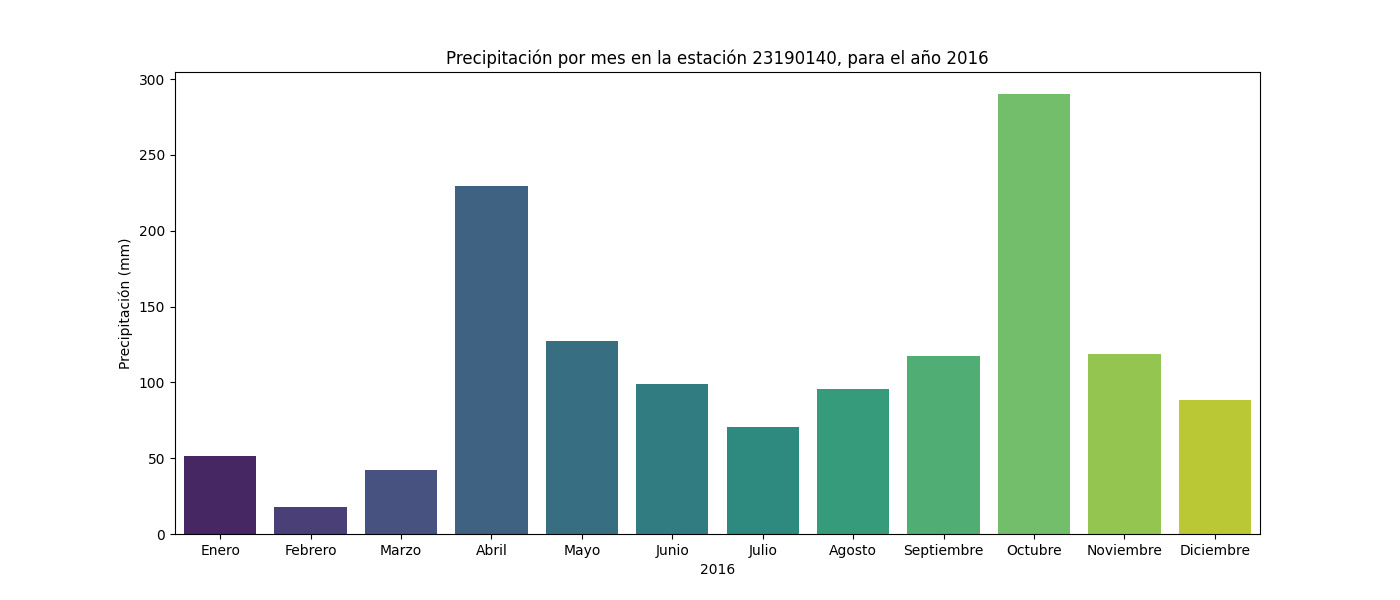 Precipitación por mes en la estación 23190140, para el año 2016
300
250
200
150
100
50
0
Precipitación (mm)
Enero Febrero Marzo Abril Mayo Junio Julio Agosto Septiembre Octubre Noviembre Diciembre
2016